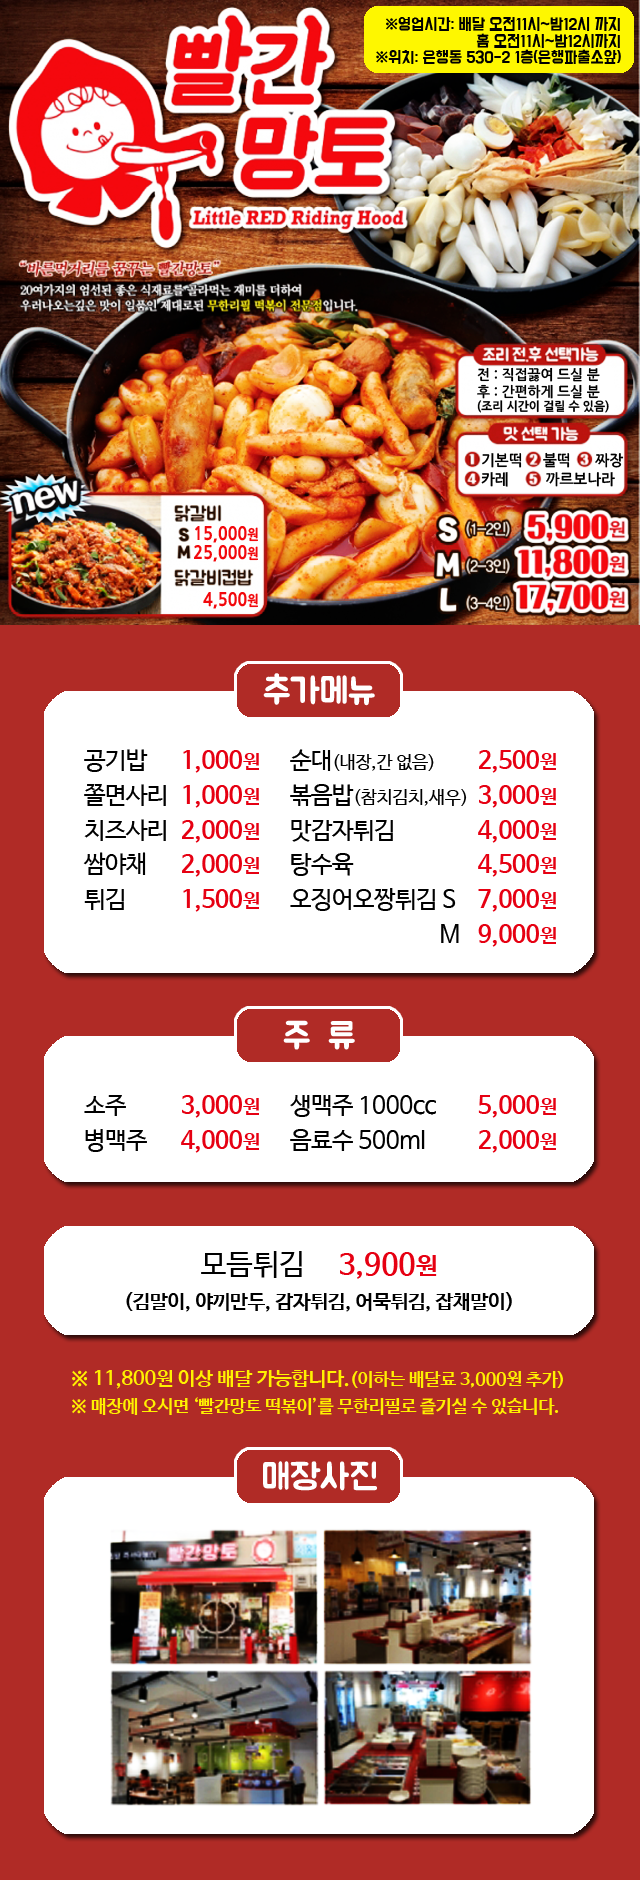 ※영업시간: 배달 오전11시~밤12시 까지
홈 오전11시~밤12시까지
※위치: 은행동 530-2 1층(은행파출소앞)
빨간
망토
Little RED Riding Hood
“바른먹거리를 꿈꾸는 빨간망토”
20여가지의 엄선된 좋은 식재료를 골라먹는 재미를 더하여
우러나오는깊은 맛이 일품인 제대로된 무한리필 떡볶이 전문점입니다.
조리 전,후 선택가능
전 : 직접끓여 드실 분
후 : 간편하게 드실 분
(조리 시간이 걸릴 수 있음)
맛 선택 가능
❶ 기본떡 ❷ 불떡 ❸ 짜장
❹ 카레 ❺ 까르보나라
new
닭갈비
S 15,000원
M 25,000원
닭갈비컵밥
4,500원
S (1-2인) 5,900원
M (2-3인) 11,800원
L (3-4인) 17,700원
추가메뉴
공기밥 1,000원 순대(내장,간 없음) 2,500원
쫄면사리 1,000원 볶음밥(참치김치,새우) 3,000원
치즈사리 2,000원 맛감자튀김 4,000원
쌈야채 2,000원 탕수육 4,500원
튀김 1,500원 오징어오짱튀김 S 7,000원
M 9,000원
주 류
소주 3,000원 생맥주 1000cc 5,000원
병맥주 4,000원 음료수 500ml 2,000원
모듬튀김 3,900원
(김말이, 야끼만두, 감자튀김, 어묵튀김, 잡채말이)
※ 11,800원 이상 배달 가능합니다.(이하는 배달료 3,000원 추가)
※ 매장에 오시면 ‘빨간망토 떡볶이’를 무한리필로 즐기실 수 있습니다.
매장사진
빨간망토